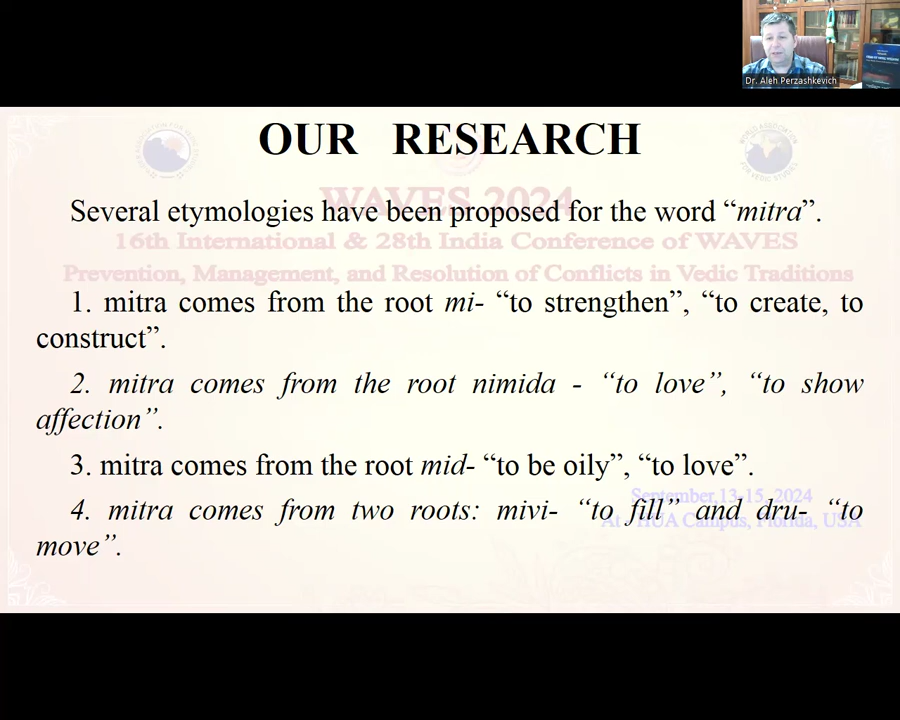 Dr. Aleh Perzashkevich
OUR RESEARCH
WAVES 2024
Several etymologies have been proposed for the word “mitra”.
16th International & 28th India Conference of WAVES
Prevention, Management, and Resolution of Conflicts in Vedic Traditions
1. mitra comes from the root mi- “to strengthen”, “to create, to
construct”.
2. mitra comes from the root nimida - “to love”, “to show
affection”.
3. mitra comes from the root mid- “to be oily”, “to love”.
September,13-15, 2024
4. mitra comes from two roots: mivi- “to fill” and dru- “to
At HUA Campus, Florida, USA
move”.